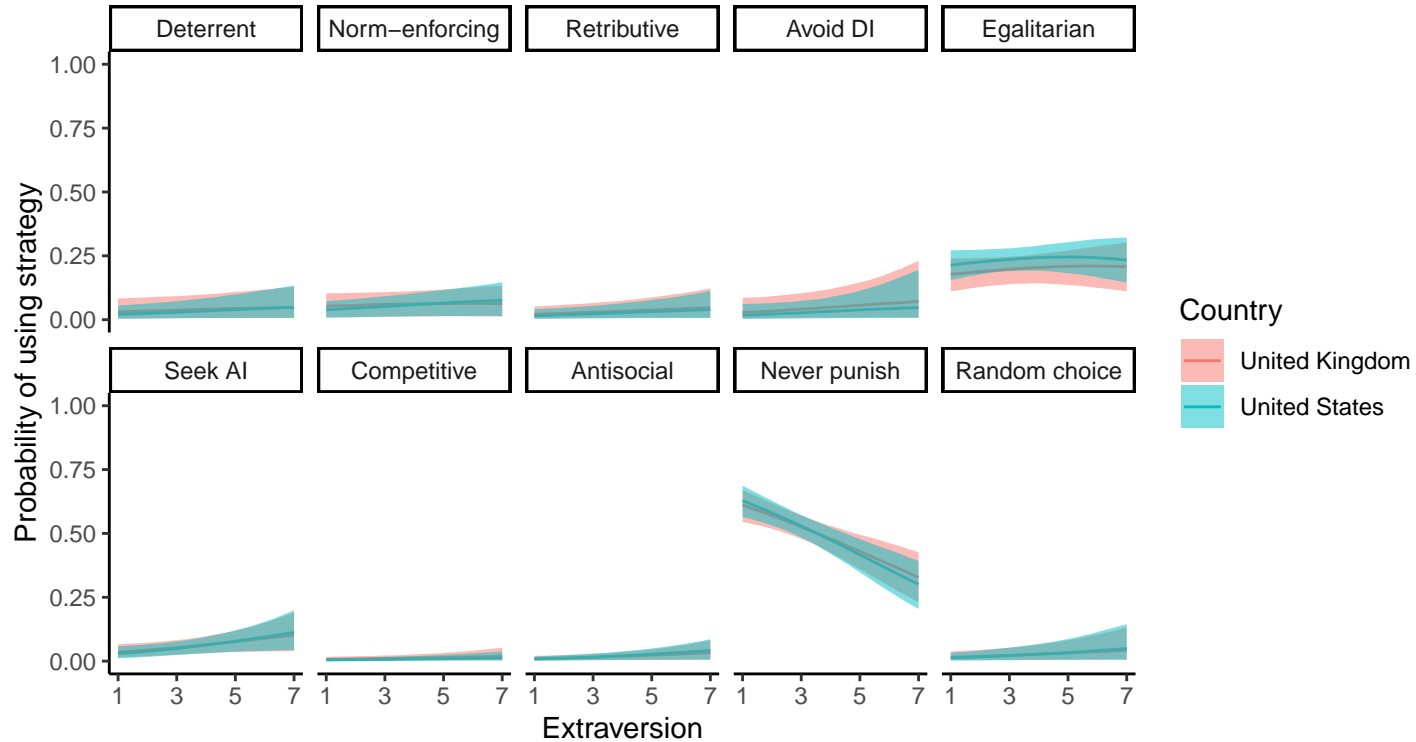 Deterrent Norm−enforcing Retributive Avoid DI Egalitarian
1.00
0.75
0.50
0.25
0.00
Seek AI Competitive Antisocial Never punish Random choice
1.00
0.75
0.50
0.25
0.00
1 3 5 7 1 3 5 7 1 3 5 7 1 3 5 7 1 3 5 7
Extraversion
Probability of using strategy
Country
United Kingdom
United States